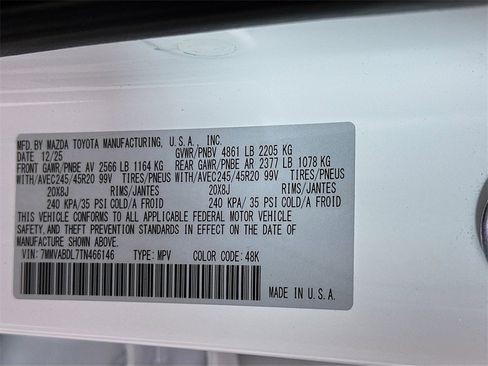 MFD. BY MAZDA TOYOTA MANUFACTURING, U.S.A., INC.
DATE 12/25 GVWR/PNBV 4861 LB 2205 KG
FRONT GAWR/PNBE AV 2566 LB 1164 KG REAR GAWR/PNBE AR 2377 LB 1078 KG
WITH/AVEC245/45R20 99V TIRES/PNEUS WITH/AVEC245/45R20 99V TIRES/PNEUS
20X8J RIMS/JANTES 20X8J RIMS/JANTES
240 KPA/35 PSI COLD/A FROID 240 KPA/ 35 PSI COLD/A FROID
THIS VEHICLE CONFORMS TO ALL APPLICABLE FEDERAL MOTOR VEHICLE
SAFETY, AND THEFT PREVENTION STANDARDS IN EFFECT ON THE DATE OF
MANUFACTURE SHOWN ABOVE.
VIN: 7MMVABDL7TN466146 TYPE: MPV COLOR CODE: 48K
MADE IN U.S.A.